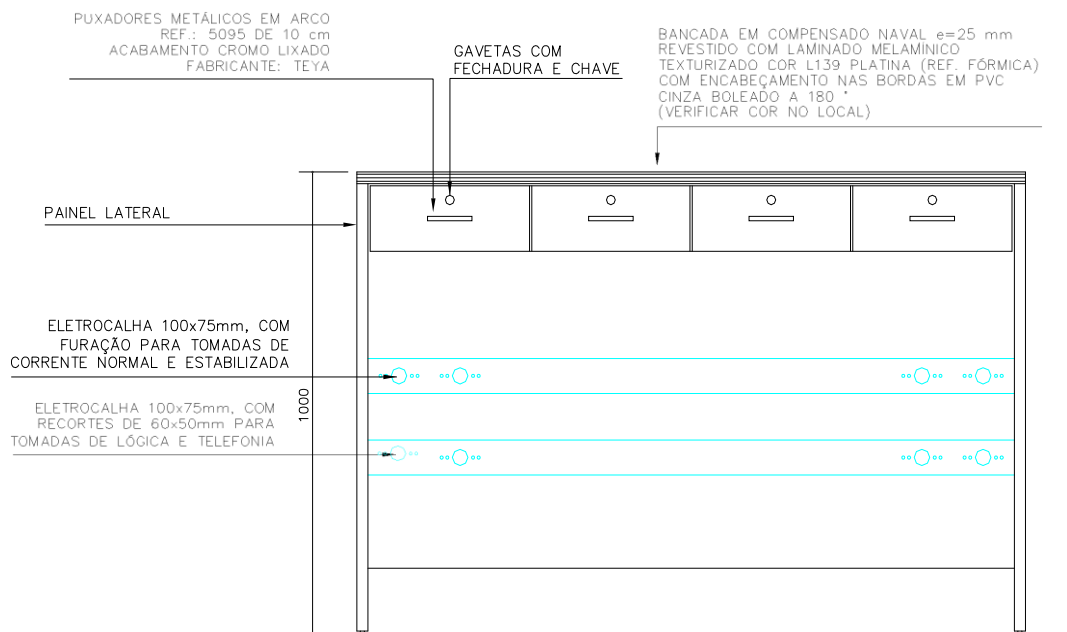 PUXADORES METÁLICOS EM ARCO
REF.: 5095 DE 10 cm
ACABAMENTO CROMO LIXADO
FABRICANTE: TEYA
GAVETAS COM
FECHADURA E CHAVE
BANCADA EM COMPENSADO NAVAL e=25 mm
REVESTIDO COM LAMINADO MELAMÍNICO
TEXTURIZADO COR L139 PLATINA (REF. FÓRMICA)
COM ENCABEÇAMENTO NAS BORDAS EM PVC
CINZA BOLEADO A 180 °
(VERIFICAR COR NO LOCAL)
PAINEL LATERAL
ELETROCALHA 100x75mm, COM
FURAÇÃO PARA TOMADAS DE
CORRENTE NORMAL E ESTABILIZADA
ELETROCALHA 100x75mm, COM
RECORTES DE 60x50mm PARA
TOMADAS DE LÓGICA E TELEFONIA
1000